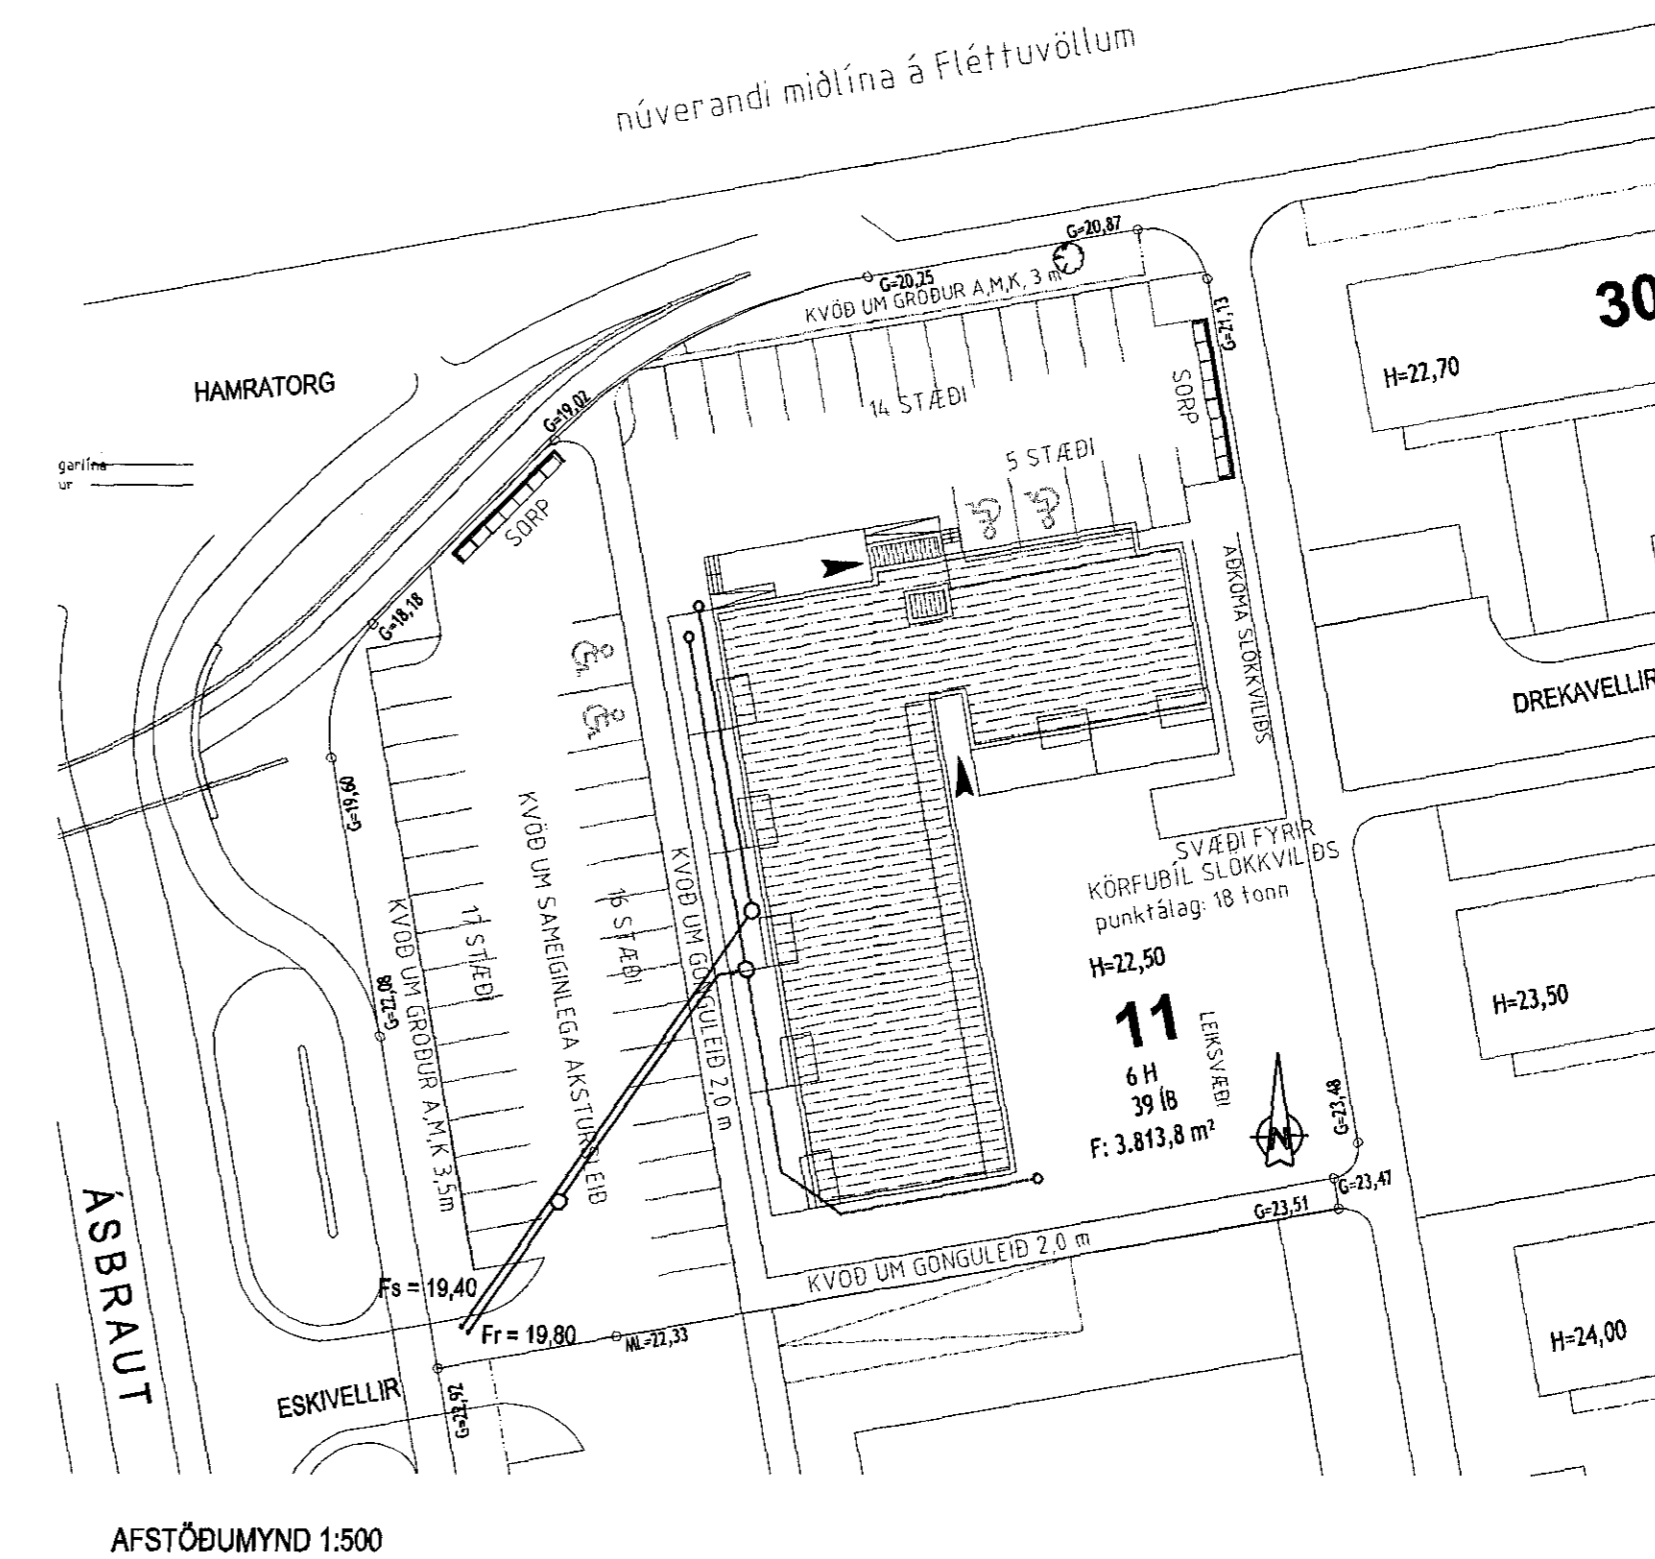 núverandi miðlína á Fléttuvöllum
G=20,87
G=20,25
KVÖÐ UM GRÓÐUR A,M,K, 3 m
G=21,13
30
H=22,70
HAMRATORG
G=19,02
14 STÆÐI
SORP
5 STÆÐI
garlína
ur
SORP
AÐKOMA SLÖKKVILIÐS
G=18,18
DREKAVELLIR
G=19,60
KVÖÐ UM SAMEIGINLEGA AKSTURSLEIÐ
SVÆÐI FYRIR
KÖRFUBÍL SLÖKKVILIÐS
punktálag: 18 tonn
KVÖÐ UM GÖNGULEIÐ 2,0 m
16 STÆÐI
17 STÆÐI
KVÖÐ UM GRÓÐUR A,M,K 3,5m
G=22,08
H=22,50
11
6 H
39 ÍB
F: 3.813,8 m²
LEIKSVÆÐI
N
H=23,50
G=23,48
G=23,47
G=23,51
KVÖÐ UM GÖNGULEIÐ 2,0 m
ÁSBRAUT
Fs = 19,40
Fr = 19,80
ML=22,33
H=24,00
ESKIVELLIR
G=22,92
AFSTÖÐUMYND 1:500